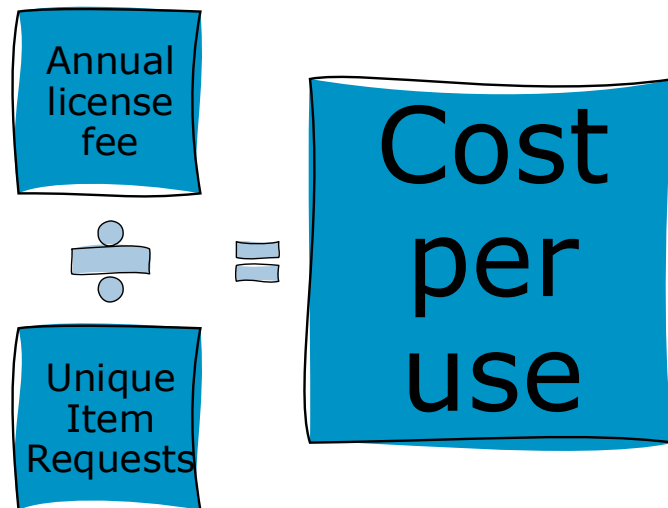 Annual
license
fee
÷
Unique
Item
Requests
=
Cost
per
use